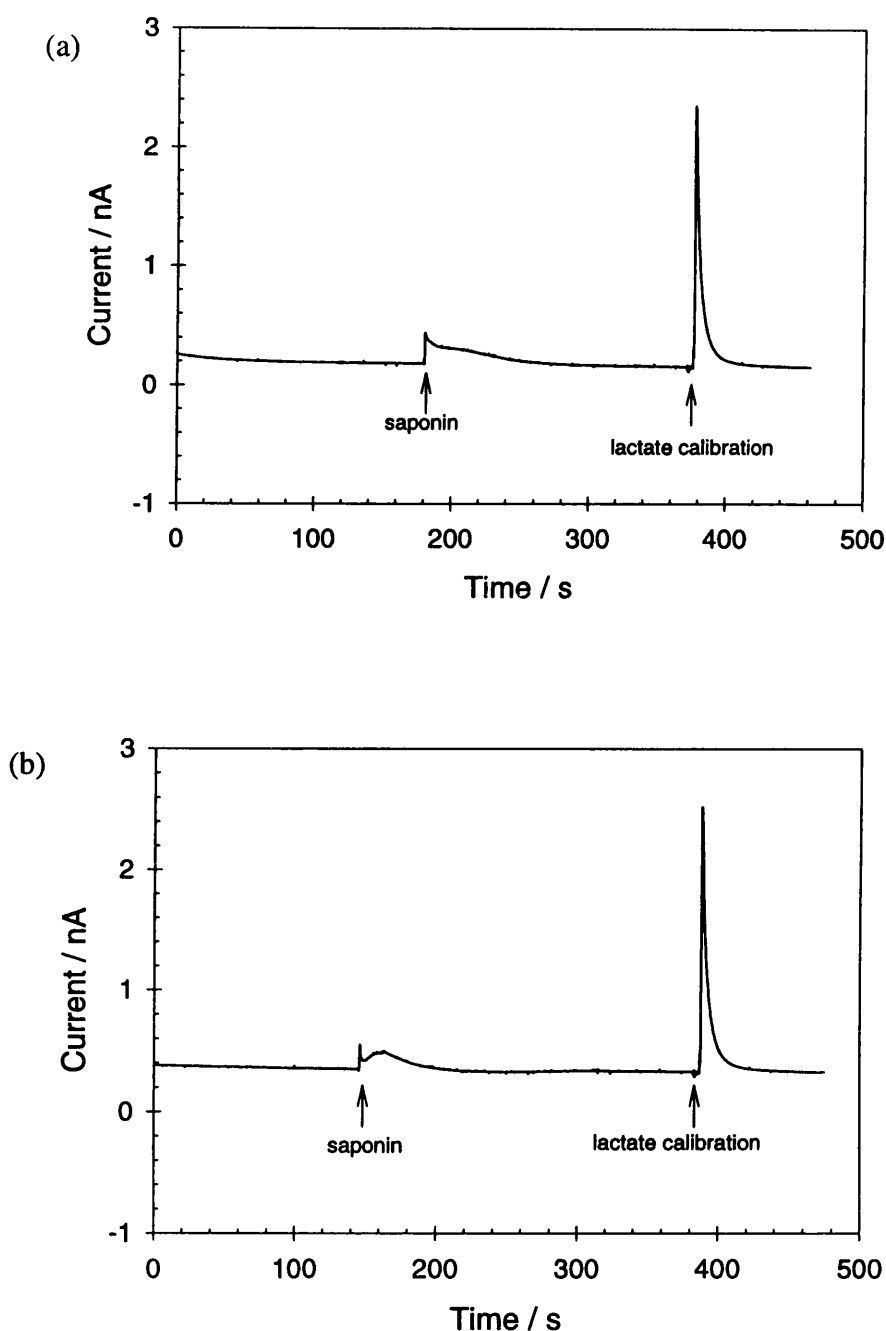 (a)
3
2
1
0
-1
Current / nA
saponin
lactate calibration
0 100 200 300 400 500
Time / s
(b)
3
2
1
0
-1
Current / nA
saponin
lactate calibration
0 100 200 300 400 500
Time / s